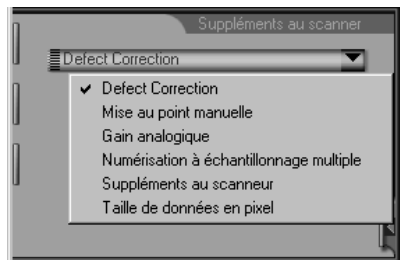 Suppléments au scanner
Defect Correction
Defect Correction
Mise au point manuelle
Gain analogique
Numérisation à échantillonnage multiple
Suppléments au scanneur
Taille de données en pixel